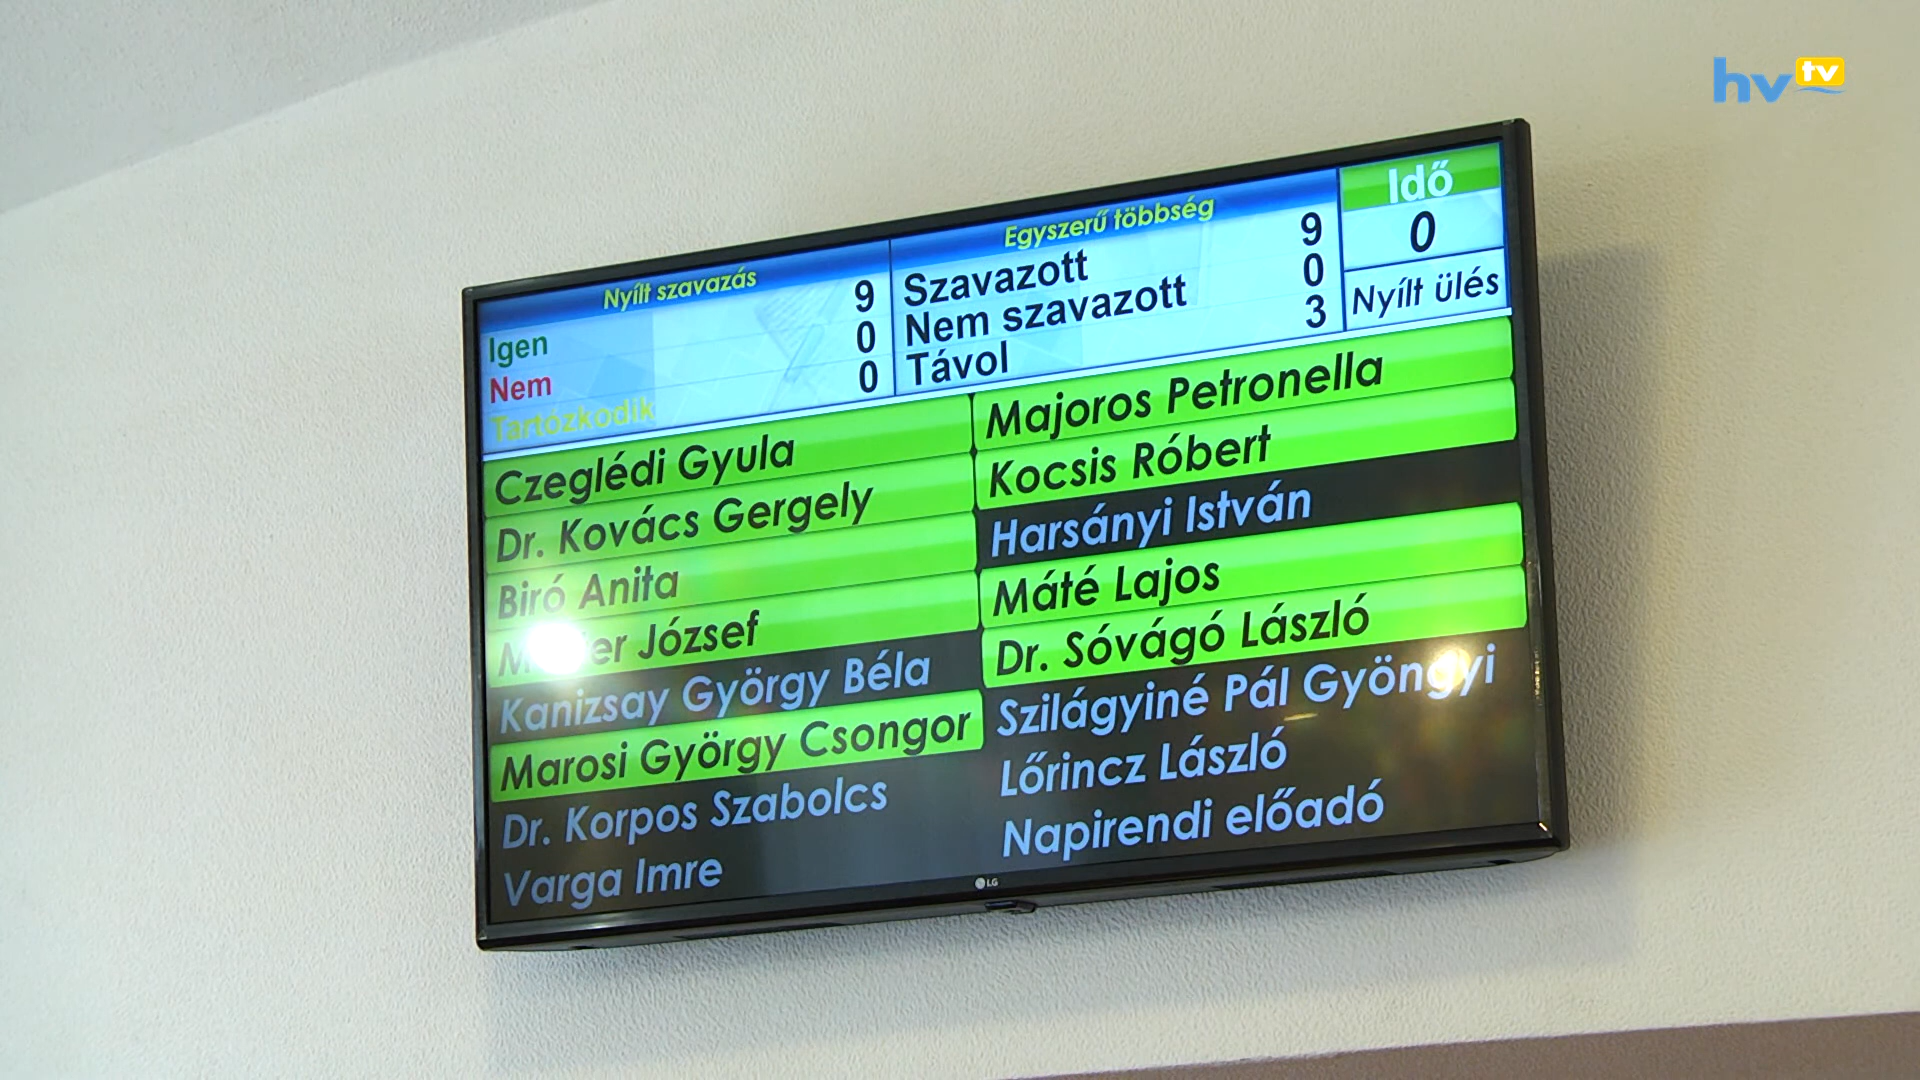 hv tv
Nyílt szavazás
Igen 9
Nem 0
Tartózkodik 0
Egyszerű többség
Szavazott 9
Nem szavazott 0
Távol 3
Idő
0
Nyílt ülés
Czeglédi Gyula
Dr. Kovács Gergely
Biró Anita
József
Kanizsay György Béla
Marosi György Csongor
Dr. Korpos Szabolcs
Varga Imre
Majoros Petronella
Kocsis Róbert
Harsányi István
Máté Lajos
Dr. Sóvágó László
Szilágyiné Pál Gyöngyi
Lőrincz László
Napirendi előadó
LG